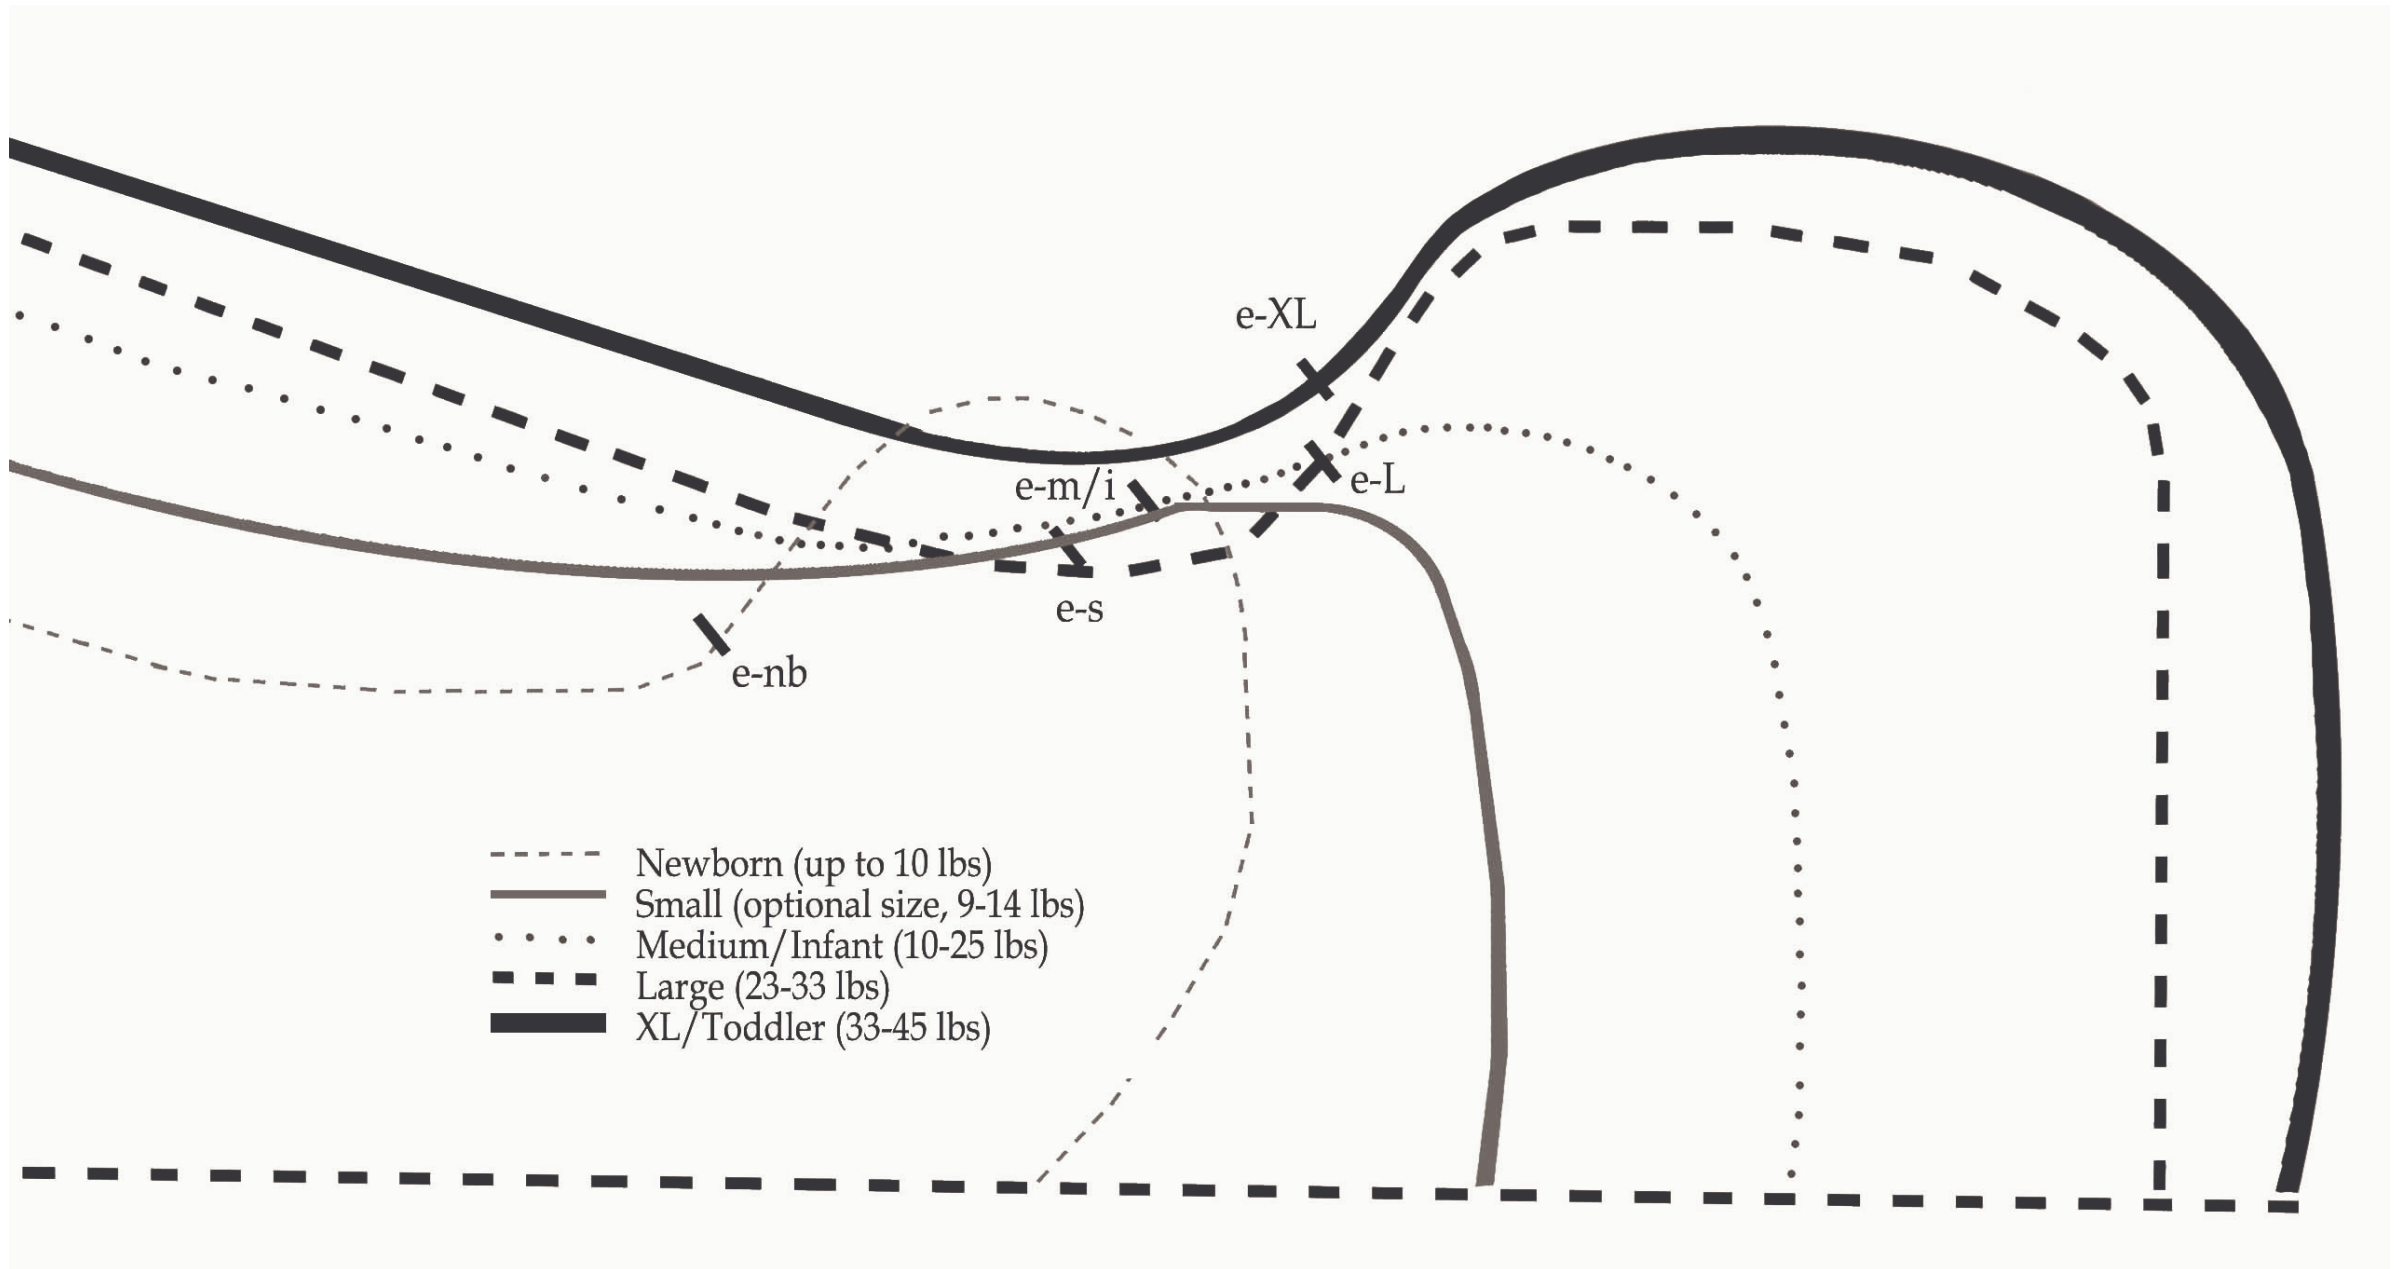 e-XL
e-m/i
e-L
e-s
e-nb
Newborn (up to 10 lbs)
Small (optional size, 9-14 lbs)
Medium/Infant (10-25 lbs)
Large (23-33 lbs)
XL/Toddler (33-45 lbs)